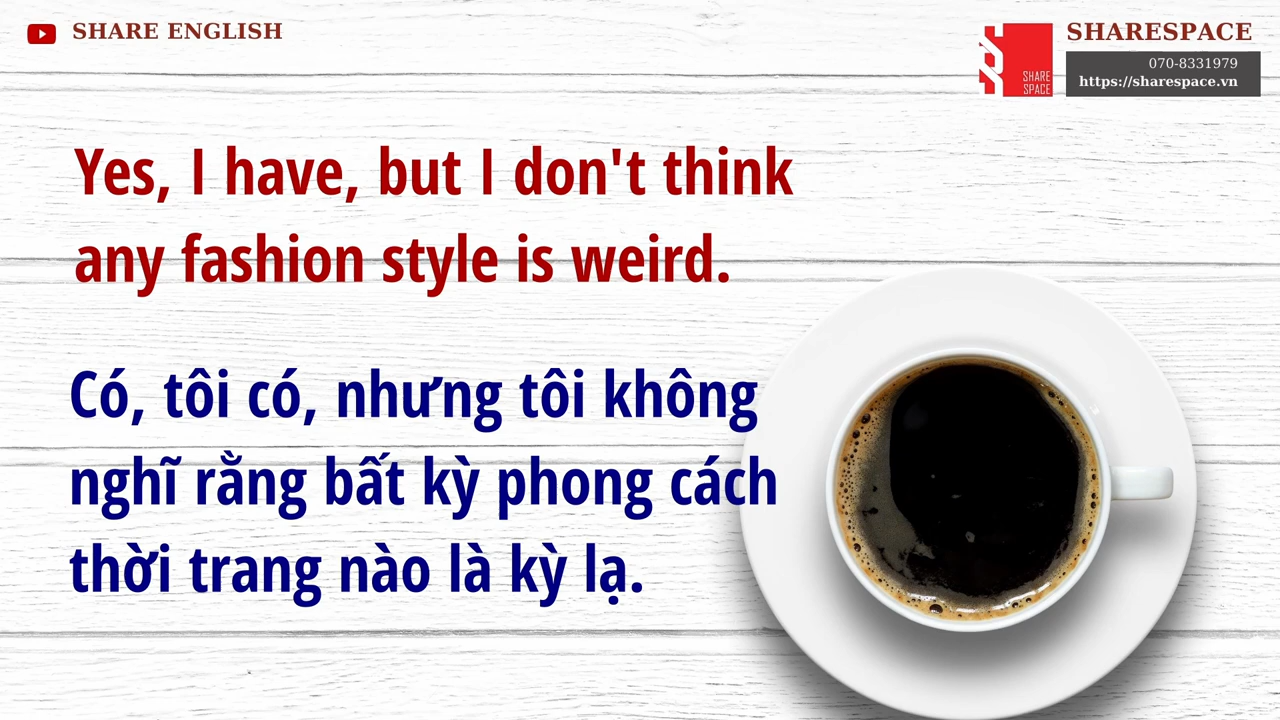 SHARE ENGLISH
SHARESPACE
070-8331979
https://sharespace.vn
SHARE
SPACE
Yes, I have, but I don't think
any fashion style is weird.
Có, tôi có, nhưng tôi không
nghĩ rằng bất kỳ phong cách
thời trang nào là kỳ lạ.